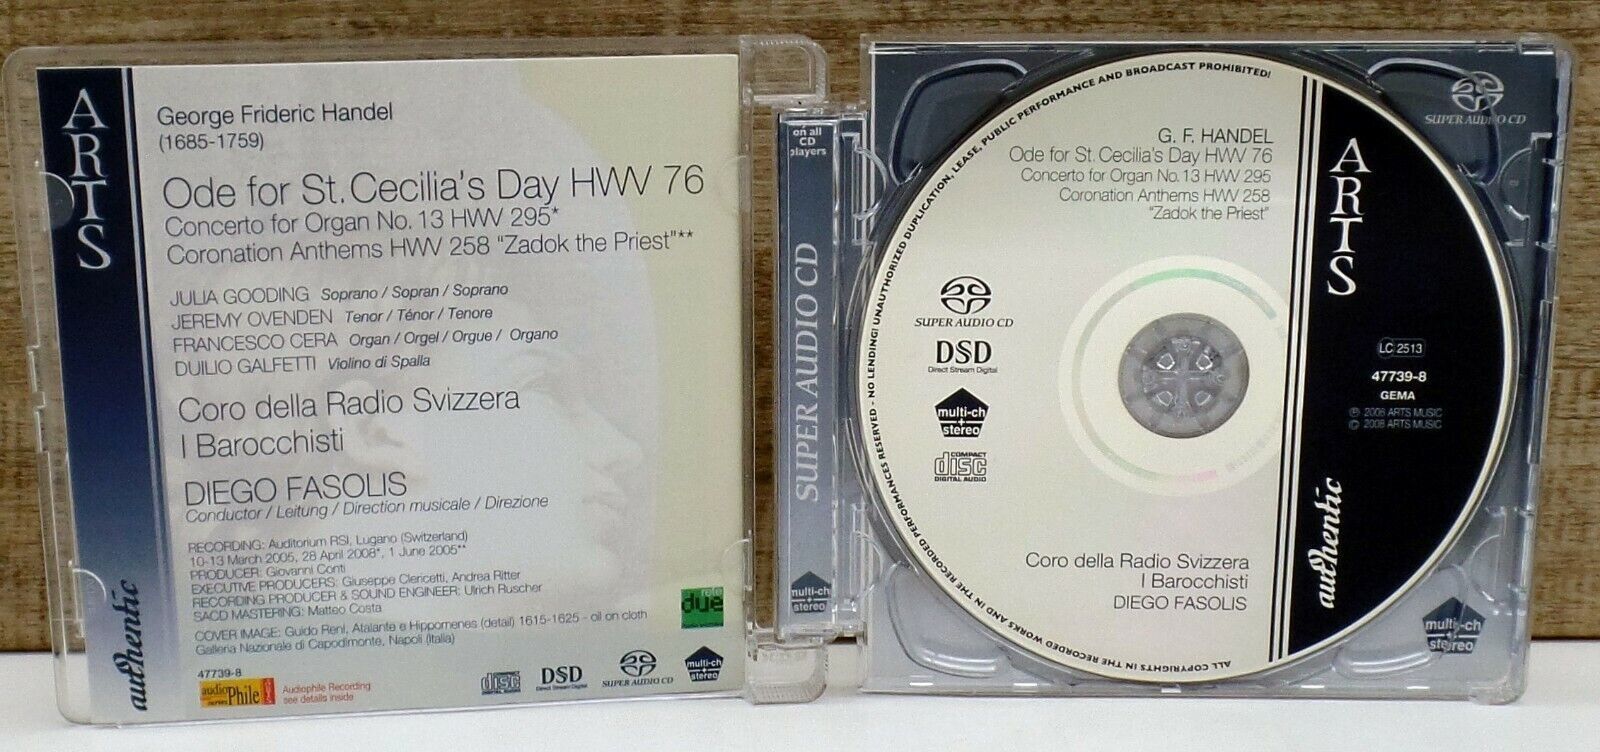 ARTS
authentic
George Frideric Handel
(1685-1759)
Ode for St. Cecilia's Day HWV 76
Concerto for Organ No. 13 HWV 295*
Coronation Anthems HWV 258 "Zadok the Priest"**
JULIA GOODING Soprano / Sopran / Soprano
JEREMY OVENDEN Tenor / Ténor / Tenore
FRANCESCO CERA Organ / Orgel / Orgue / Organo
DUILIO GALFETTI Violino di Spalla
Coro della Radio Svizzera
I Barocchisti
DIEGO FASOLIS
Conductor / Leitung / Direction musicale / Direzione
RECORDING: Auditorium RSI, Lugano (Switzerland)
10-13 March 2005, 28 April 2008*, 1 June 2005**
PRODUCER: Giovanni Conti
EXECUTIVE PRODUCERS: Giuseppe Clericetti, Andrea Ritter
RECORDING PRODUCER & SOUND ENGINEER: Ulrich Ruscher
SACD MASTERING: Matteo Costa
COVER IMAGE: Guido Reni, Atalante e Hippomenes (detail) 1615-1625 - oil on cloth
Galleria Nazionale di Capodimonte, Napoli (Italia)
rete
due
47739-8
audioPhile
Audiophile Recording
see details inside
disc
DSD
Direct Stream Digital
SUPER AUDIO CD
multi-ch
+
stereo
on all
CD
players
SUPER AUDIO CD
multi-ch
+
stereo
ALL COPYRIGHTS IN THE RECORDED WORKS AND IN THE RECORDED PERFORMANCES RESERVED - NO LENDING! UNAUTHORIZED DUPLICATION, LEASE, PUBLIC PERFORMANCE AND BROADCAST PROHIBITED!
G. F. HANDEL
Ode for St. Cecilia's Day HWV 76
Concerto for Organ No. 13 HWV 295
Coronation Anthems HWV 258
"Zadok the Priest"
SUPER AUDIO CD
DSD
Direct Stream Digital
multi-ch
+
stereo
COMPACT
disc
DIGITAL AUDIO
Coro della Radio Svizzera
I Barocchisti
DIEGO FASOLIS
ARTS
LC 2513
47739-8
GEMA
℗ 2008 ARTS MUSIC
© 2008 ARTS MUSIC
authentic
SUPER AUDIO CD
multi-ch
+
stereo